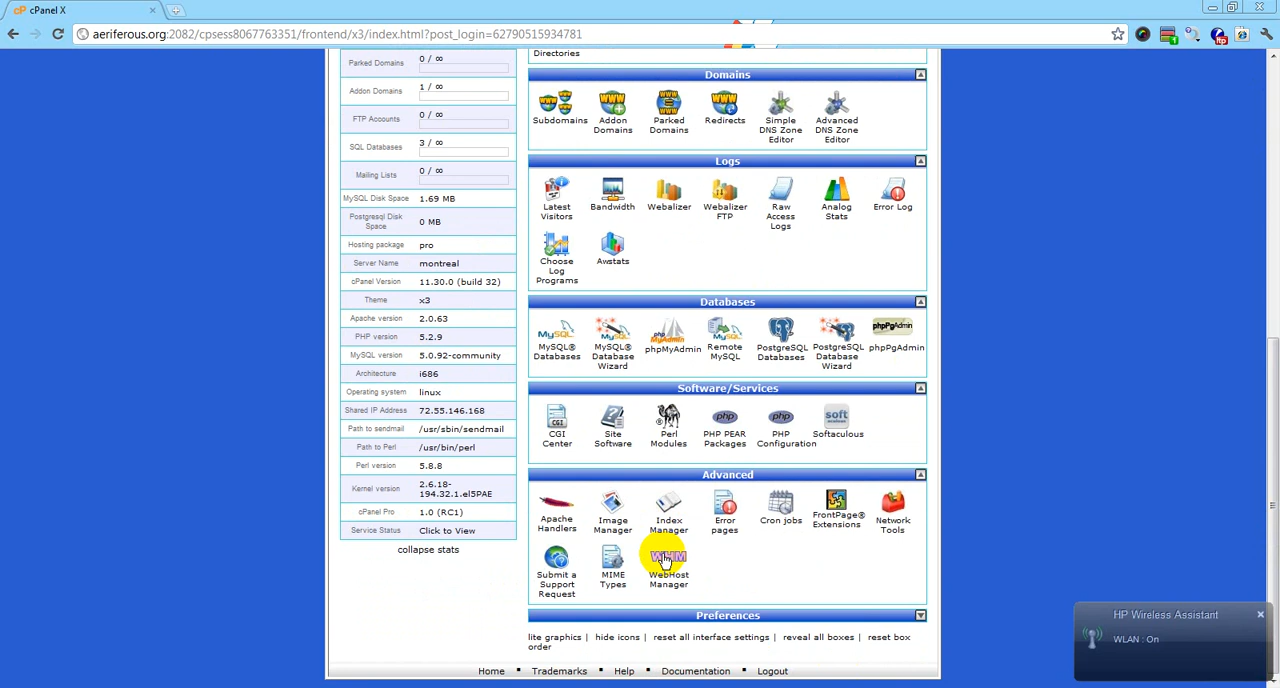 cPanel X
aeriferous.org:2082/cpsess8067763351/frontend/x3/index.html?post_login=62790515934781
Parked Domains 0 / ∞
Addon Domains 1 / ∞
FTP Accounts 0 / ∞
SQL Databases 3 / ∞
Mailing Lists 0 / ∞
MySQL Disk Space 1.69 MB
Postgresql Disk
Space 0 MB
Hosting package pro
Server Name montreal
cPanel Version 11.30.0 (build 32)
Theme x3
Apache version 2.0.63
PHP version 5.2.9
MySQL version 5.0.92-community
Architecture i686
Operating system linux
Shared IP Address 72.55.146.168
Path to sendmail /usr/sbin/sendmail
Path to Perl /usr/bin/perl
Perl version 5.8.8
Kernel version 2.6.18-
194.32.1.el5PAE
cPanel Pro 1.0 (RC1)
Service Status Click to View
collapse stats
Directories
Domains
Subdomains
Addon
Domains
Parked
Domains
Redirects
Simple
DNS Zone
Editor
Advanced
DNS Zone
Editor
Logs
Latest
Visitors
Bandwidth
Webalizer
Webalizer
FTP
Raw
Access
Logs
Analog
Stats
Error Log
Choose
Log
Programs
Awstats
Databases
MySQL
MySQL®
Databases
MySQL®
Database
Wizard
phpMyAdmin
Remote
MySQL
PostgreSQL
Databases
PostgreSQL
Database
Wizard
phpPgAdmin
phpPgAdmin
Software/Services
CGI
CGI
Center
Site
Software
Perl
Modules
php
PHP PEAR
Packages
php
PHP
Configuration
soft
Softaculous
Advanced
Apache
Handlers
Image
Manager
Index
Manager
Error
pages
Cron jobs
FrontPage®
Extensions
Network
Tools
Submit a
Support
Request
MIME
Types
WHM
WebHost
Manager
Preferences
lite graphics | hide icons | reset all interface settings | reveal all boxes | reset box
order
Home ▪ Trademarks ▪ Help ▪ Documentation ▪ Logout
HP Wireless Assistant
WLAN : On